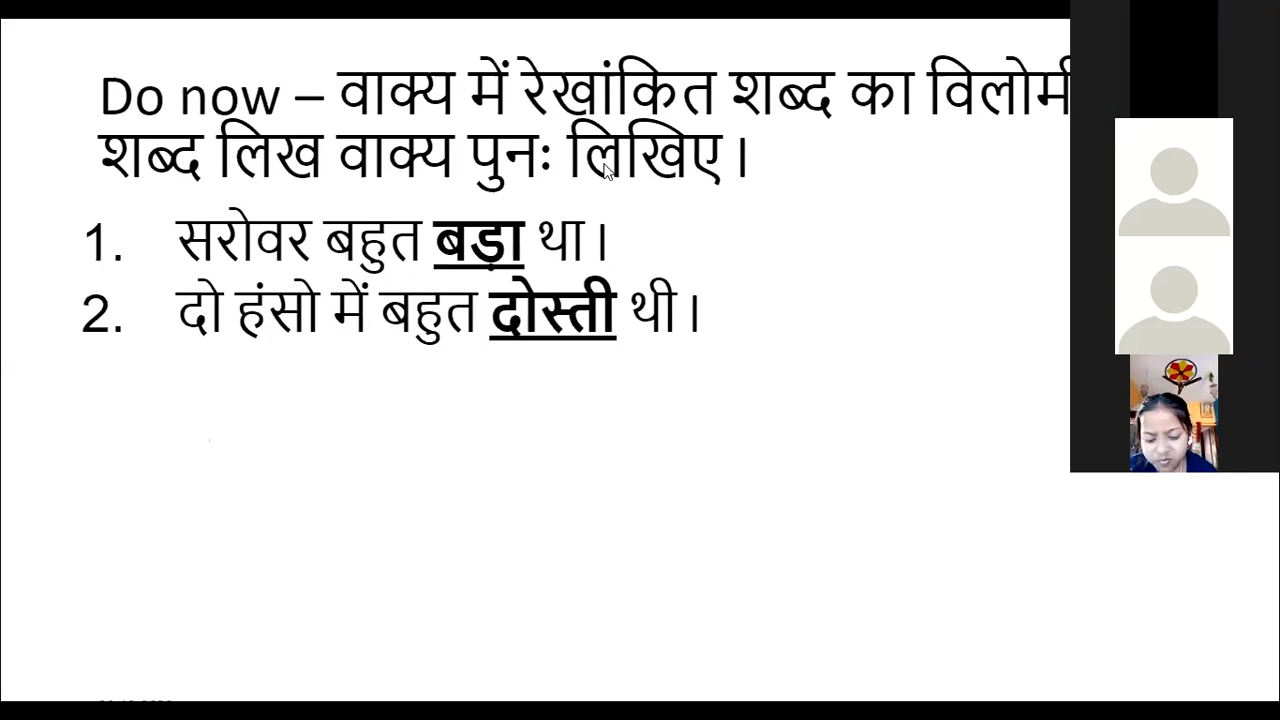 Do now – वाक्य में रेखांकित शब्द का
शब्द लिख वाक्य पुनः लिखिए।
1. सरोवर बहुत बड़ा था।
2. दो हंसो में बहुत दोस्ती थी।